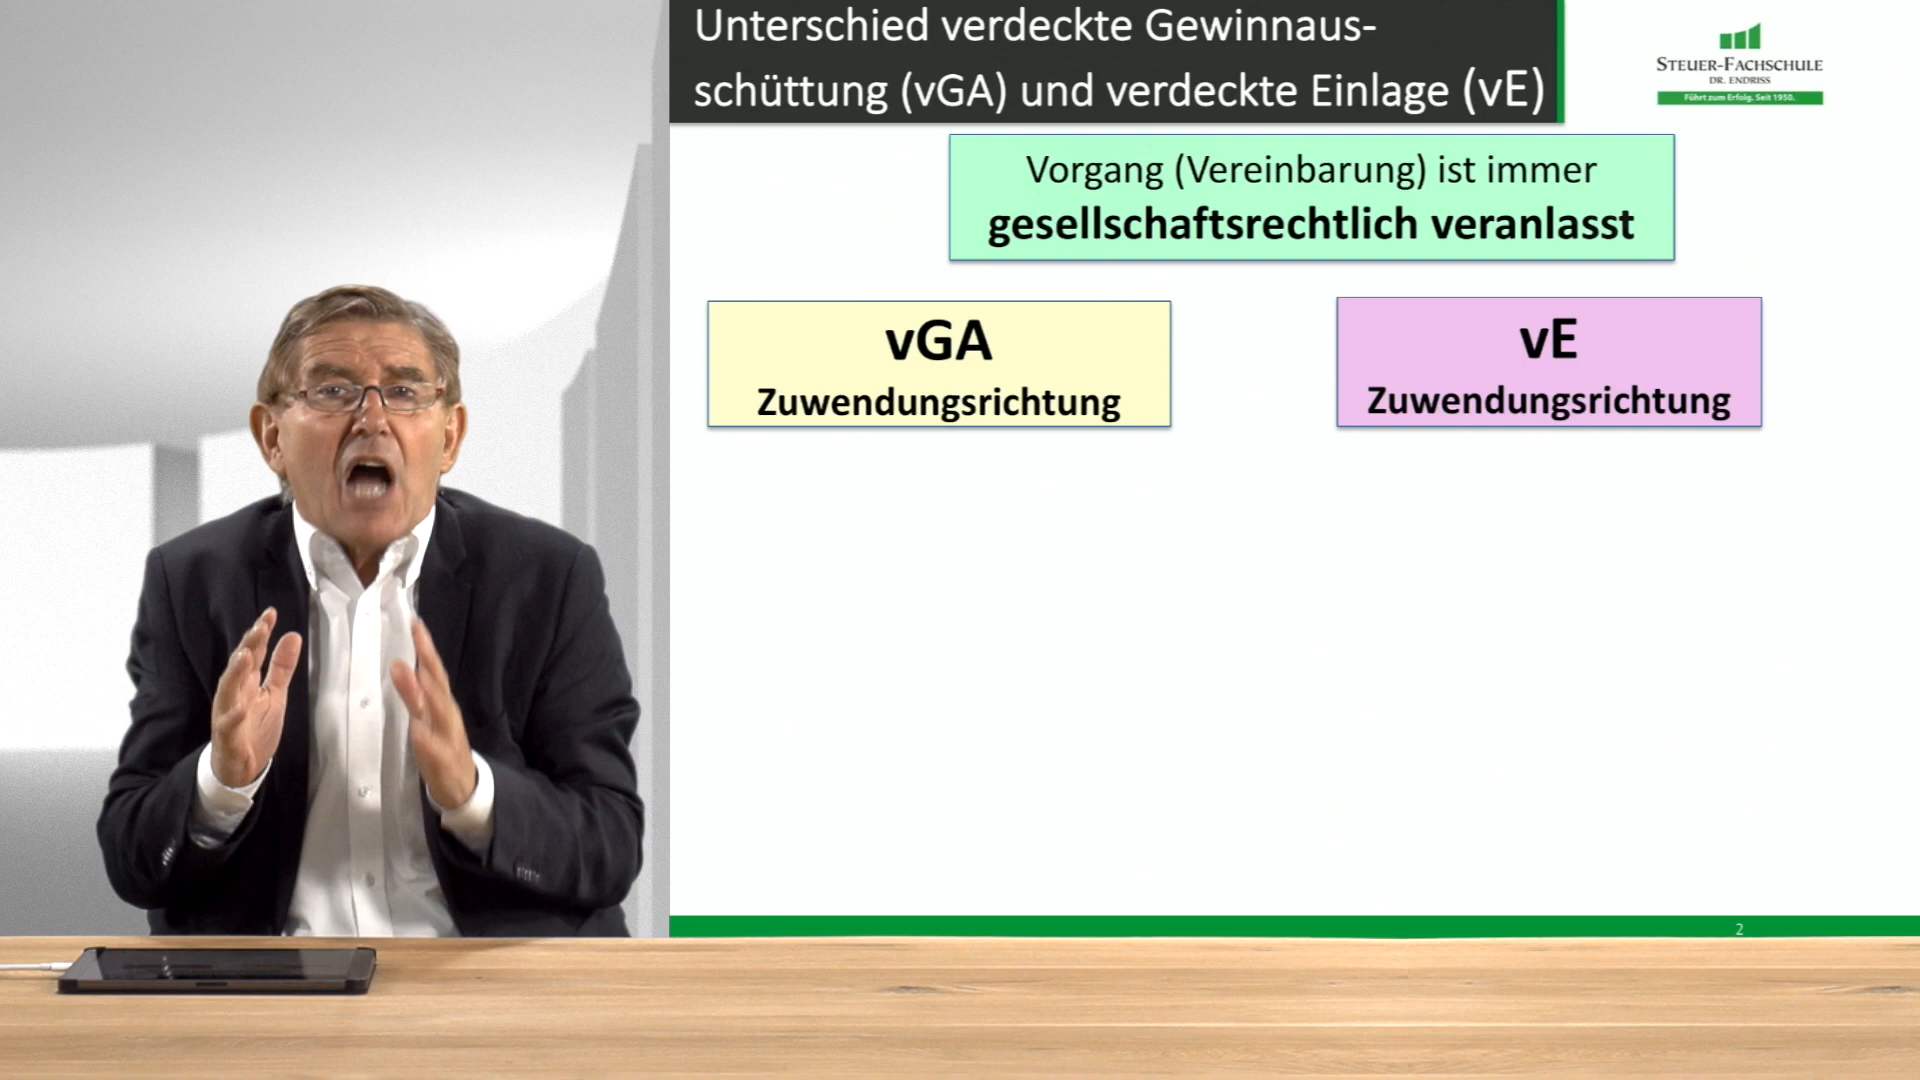 Unterschied verdeckte Gewinnaus-
schüttung (vGA) und verdeckte Einlage (vE)
STEUER-FACHSCHULE
DR. ENDRISS
Führt zum Erfolg. Seit 1950.
Vorgang (Vereinbarung) ist immer
gesellschaftsrechtlich veranlasst
vGA
Zuwendungsrichtung
vE
Zuwendungsrichtung
2